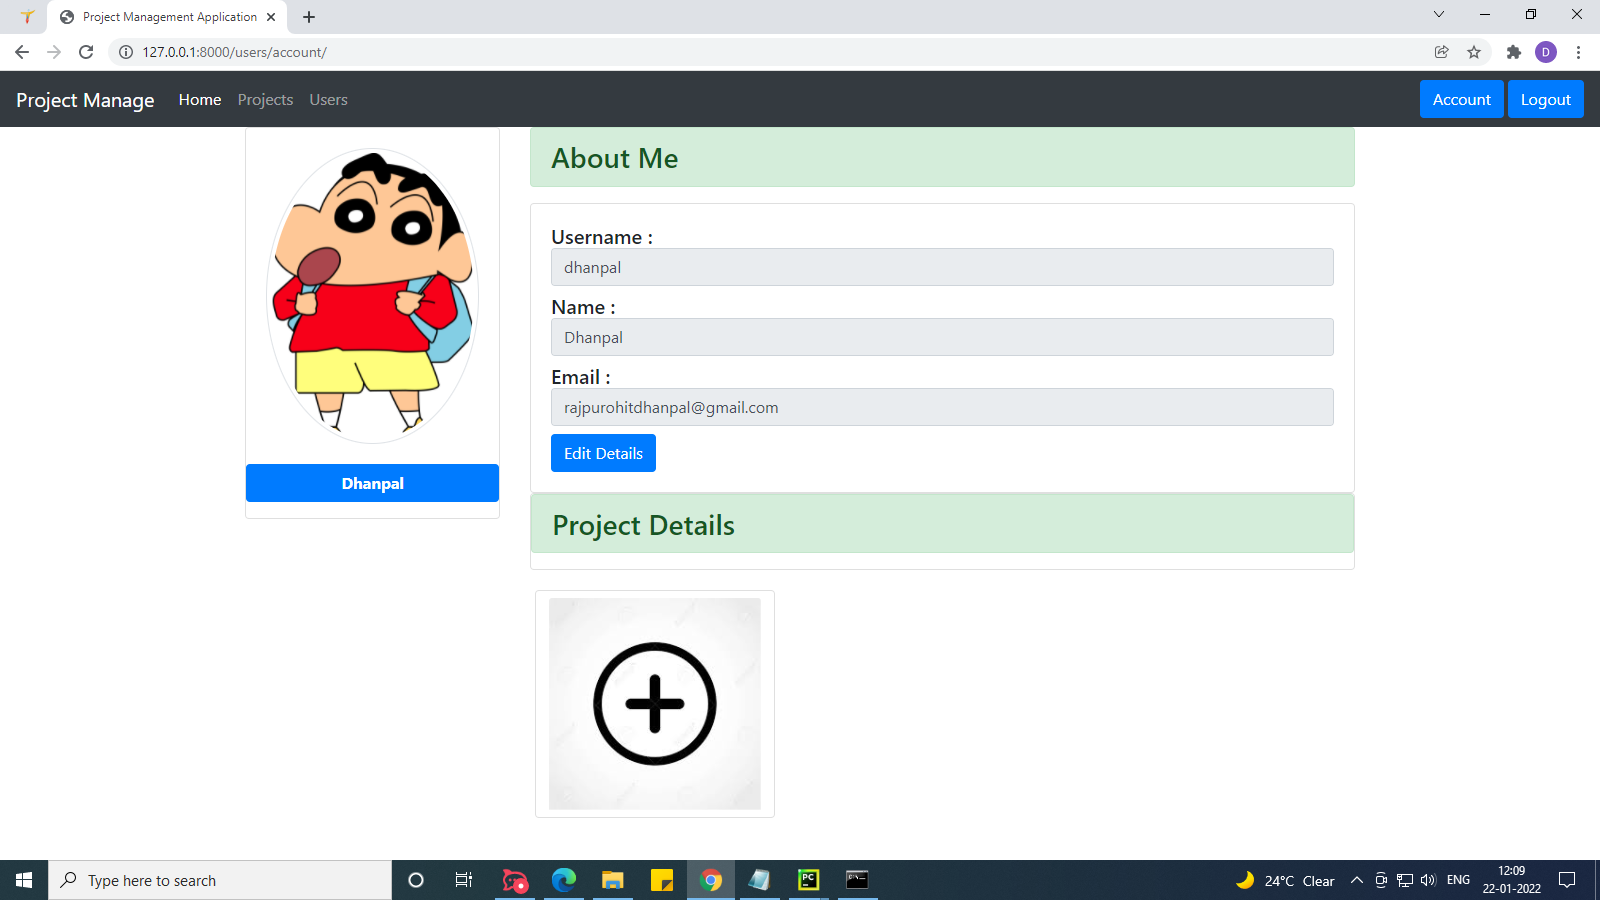 Project Management Application
127.0.0.1:8000/users/account/
D
Project Manage Home Projects Users Account Logout
About Me
Username :
dhanpal
Name :
Dhanpal
Email :
rajpurohitdhanpal@gmail.com
Edit Details
Dhanpal
Project Details
Type here to search
PC
24°C Clear
ENG
12:09
22-01-2022